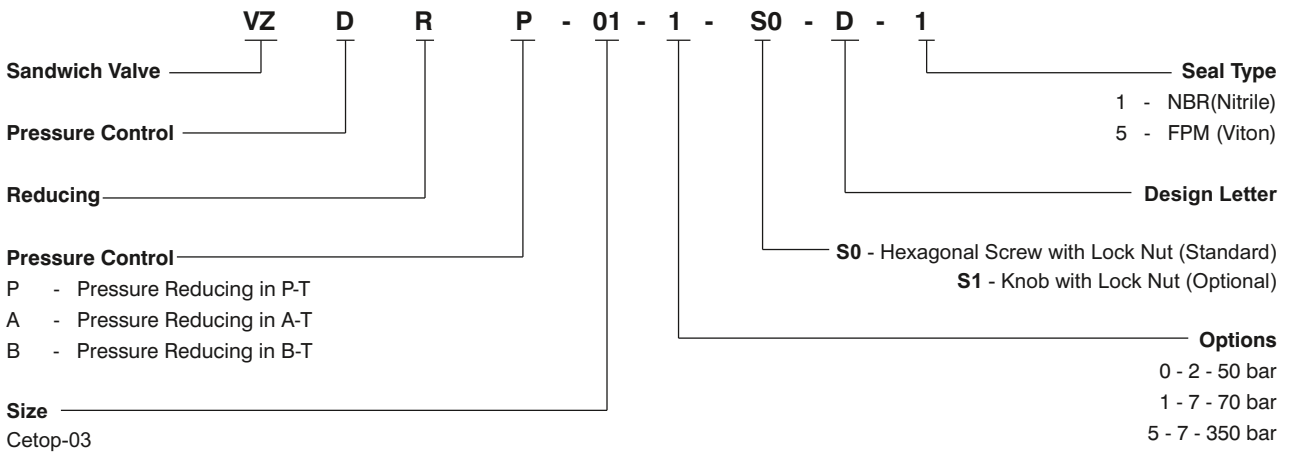 VZ D R P - 01 - 1 - S0 - D - 1
Sandwich Valve
Pressure Control
Reducing
Pressure Control
P - Pressure Reducing in P-T
A - Pressure Reducing in A-T
B - Pressure Reducing in B-T
Size
Cetop-03
Seal Type
1 - NBR(Nitrile)
5 - FPM (Viton)
Design Letter
S0 - Hexagonal Screw with Lock Nut (Standard)
S1 - Knob with Lock Nut (Optional)
Options
0 - 2 - 50 bar
1 - 7 - 70 bar
5 - 7 - 350 bar